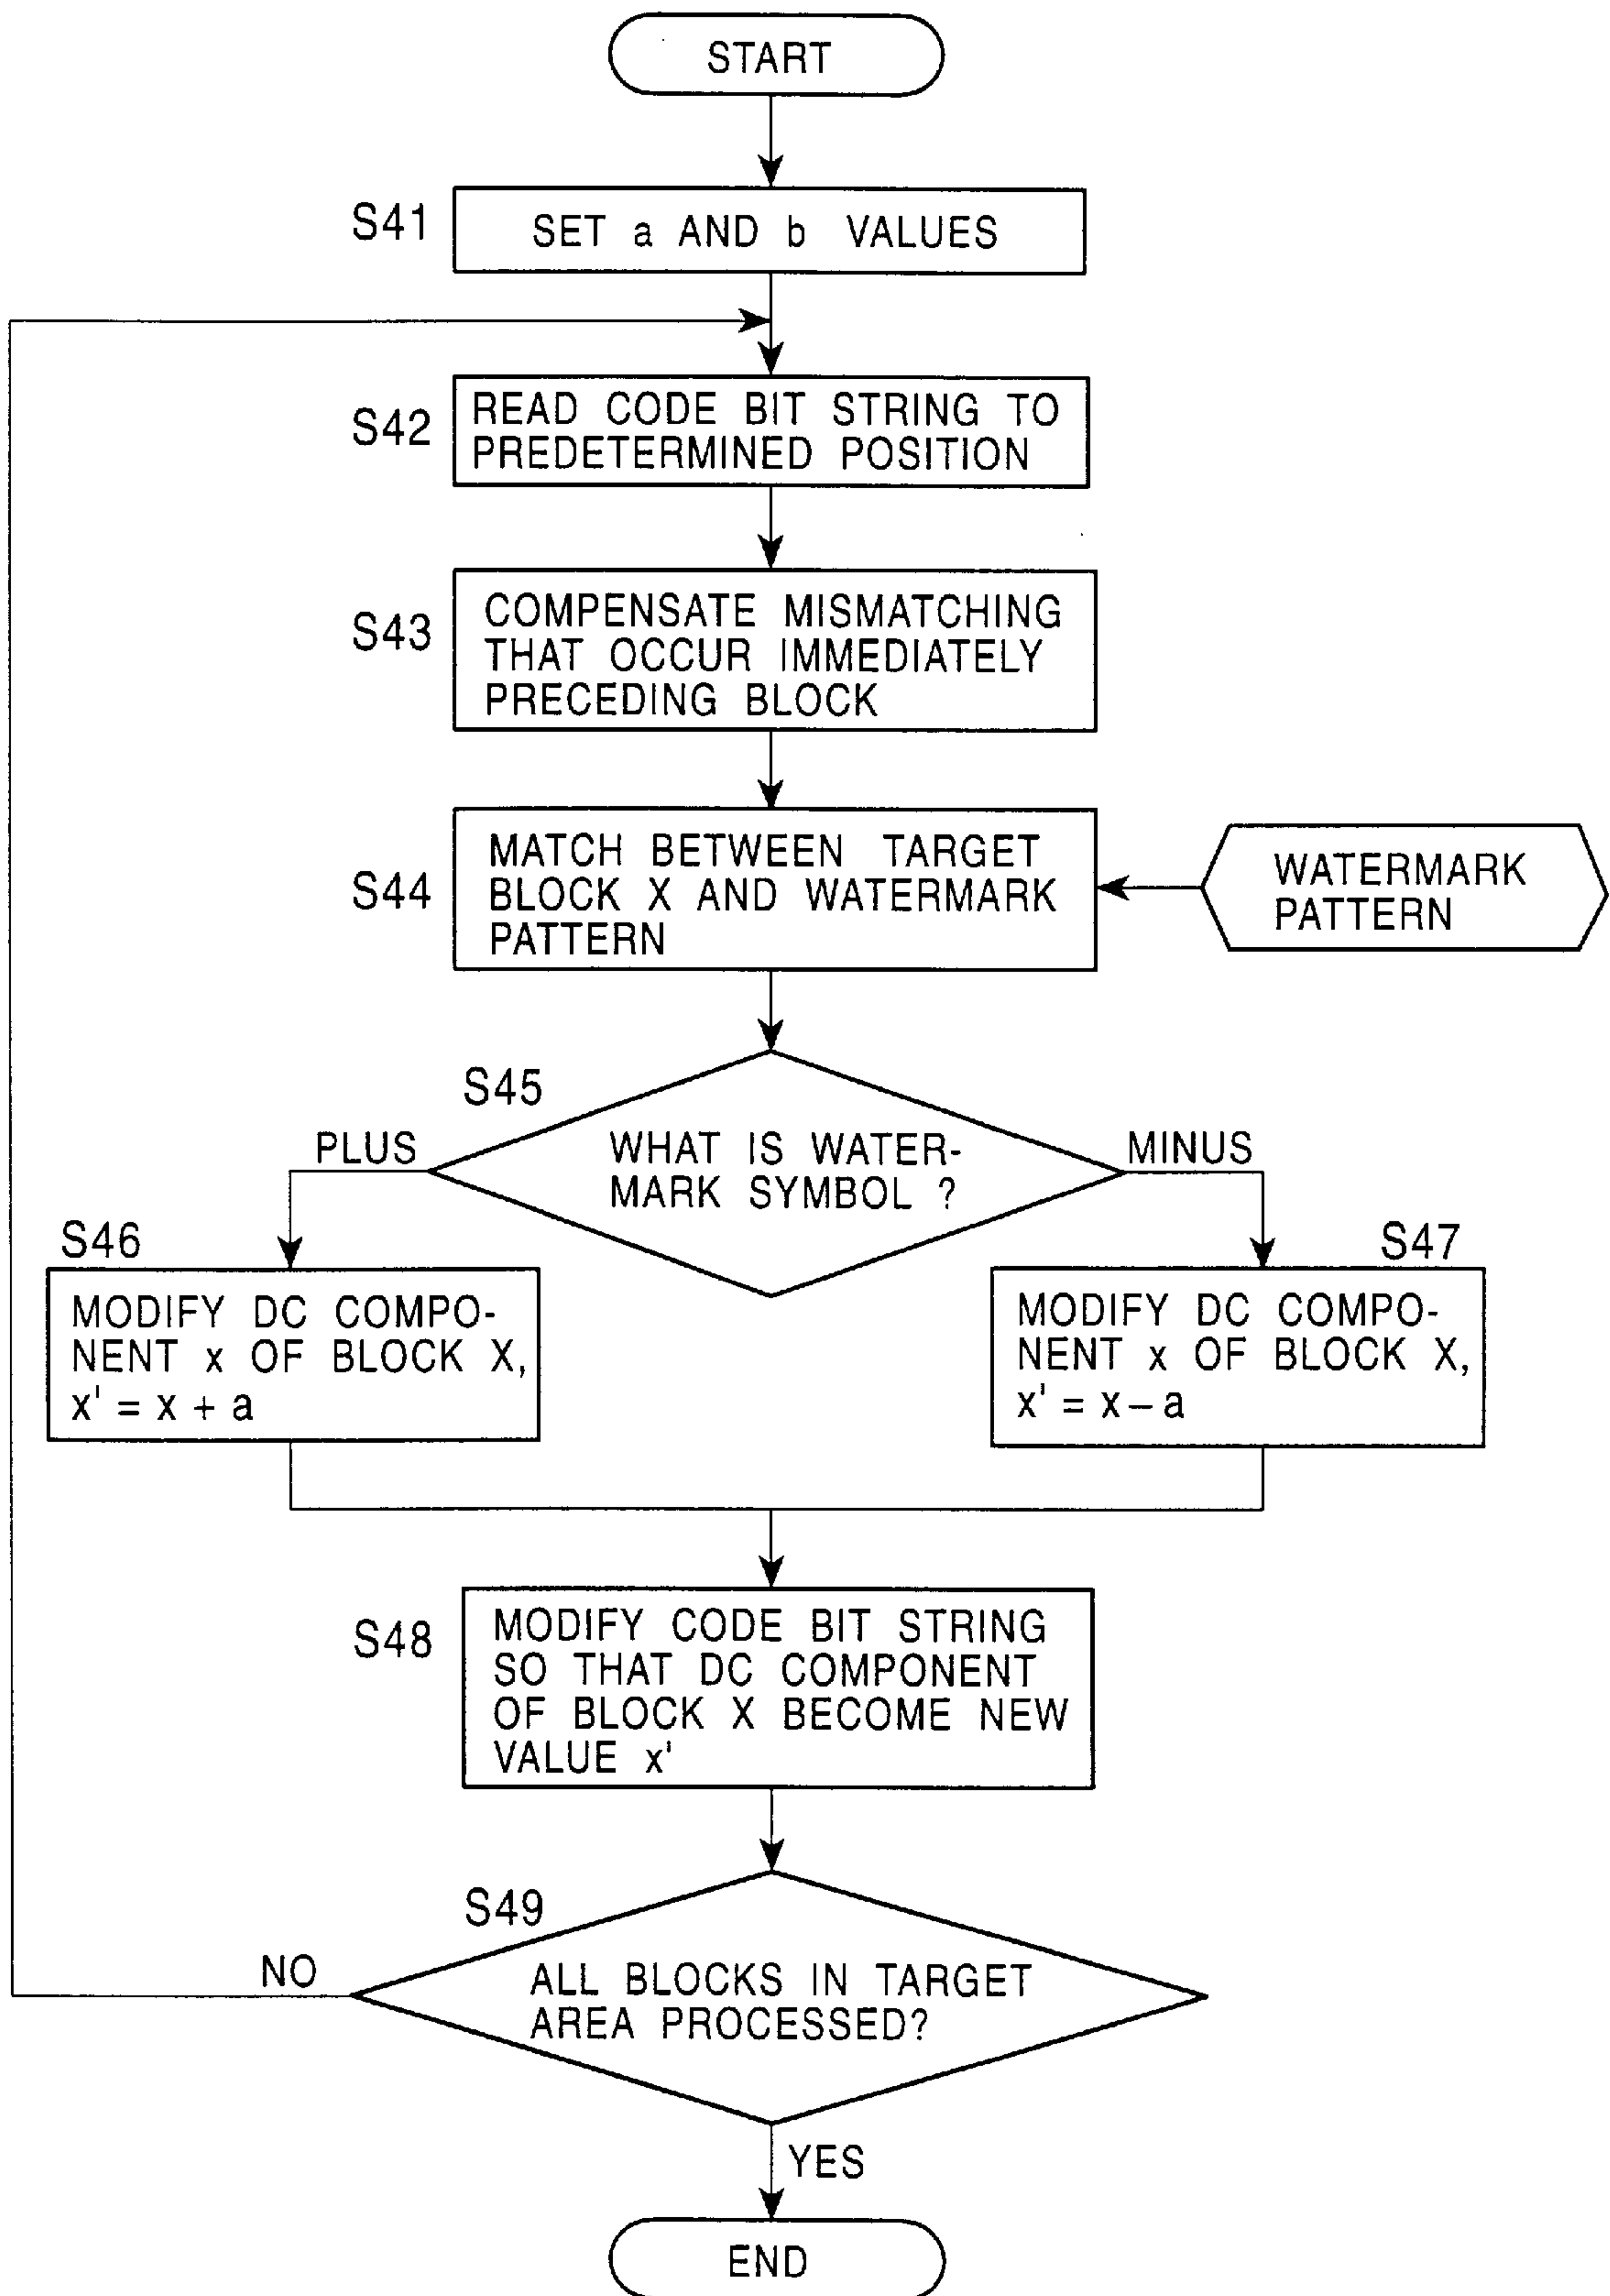 START
S41
SET a AND b VALUES
S42
READ CODE BIT STRING TO
PREDETERMINED POSITION
S43
COMPENSATE MISMATCHING
THAT OCCUR IMMEDIATELY
PRECEDING BLOCK
S44
MATCH BETWEEN TARGET
BLOCK X AND WATERMARK
PATTERN
WATERMARK
PATTERN
S45
PLUS
WHAT IS WATER-
MARK SYMBOL ?
MINUS
S46
MODIFY DC COMPO-
NENT x OF BLOCK X,
x' = x + a
S47
MODIFY DC COMPO-
NENT x OF BLOCK X,
x' = x – a
S48
MODIFY CODE BIT STRING
SO THAT DC COMPONENT
OF BLOCK X BECOME NEW
VALUE x'
S49
NO
ALL BLOCKS IN TARGET
AREA PROCESSED?
YES
END